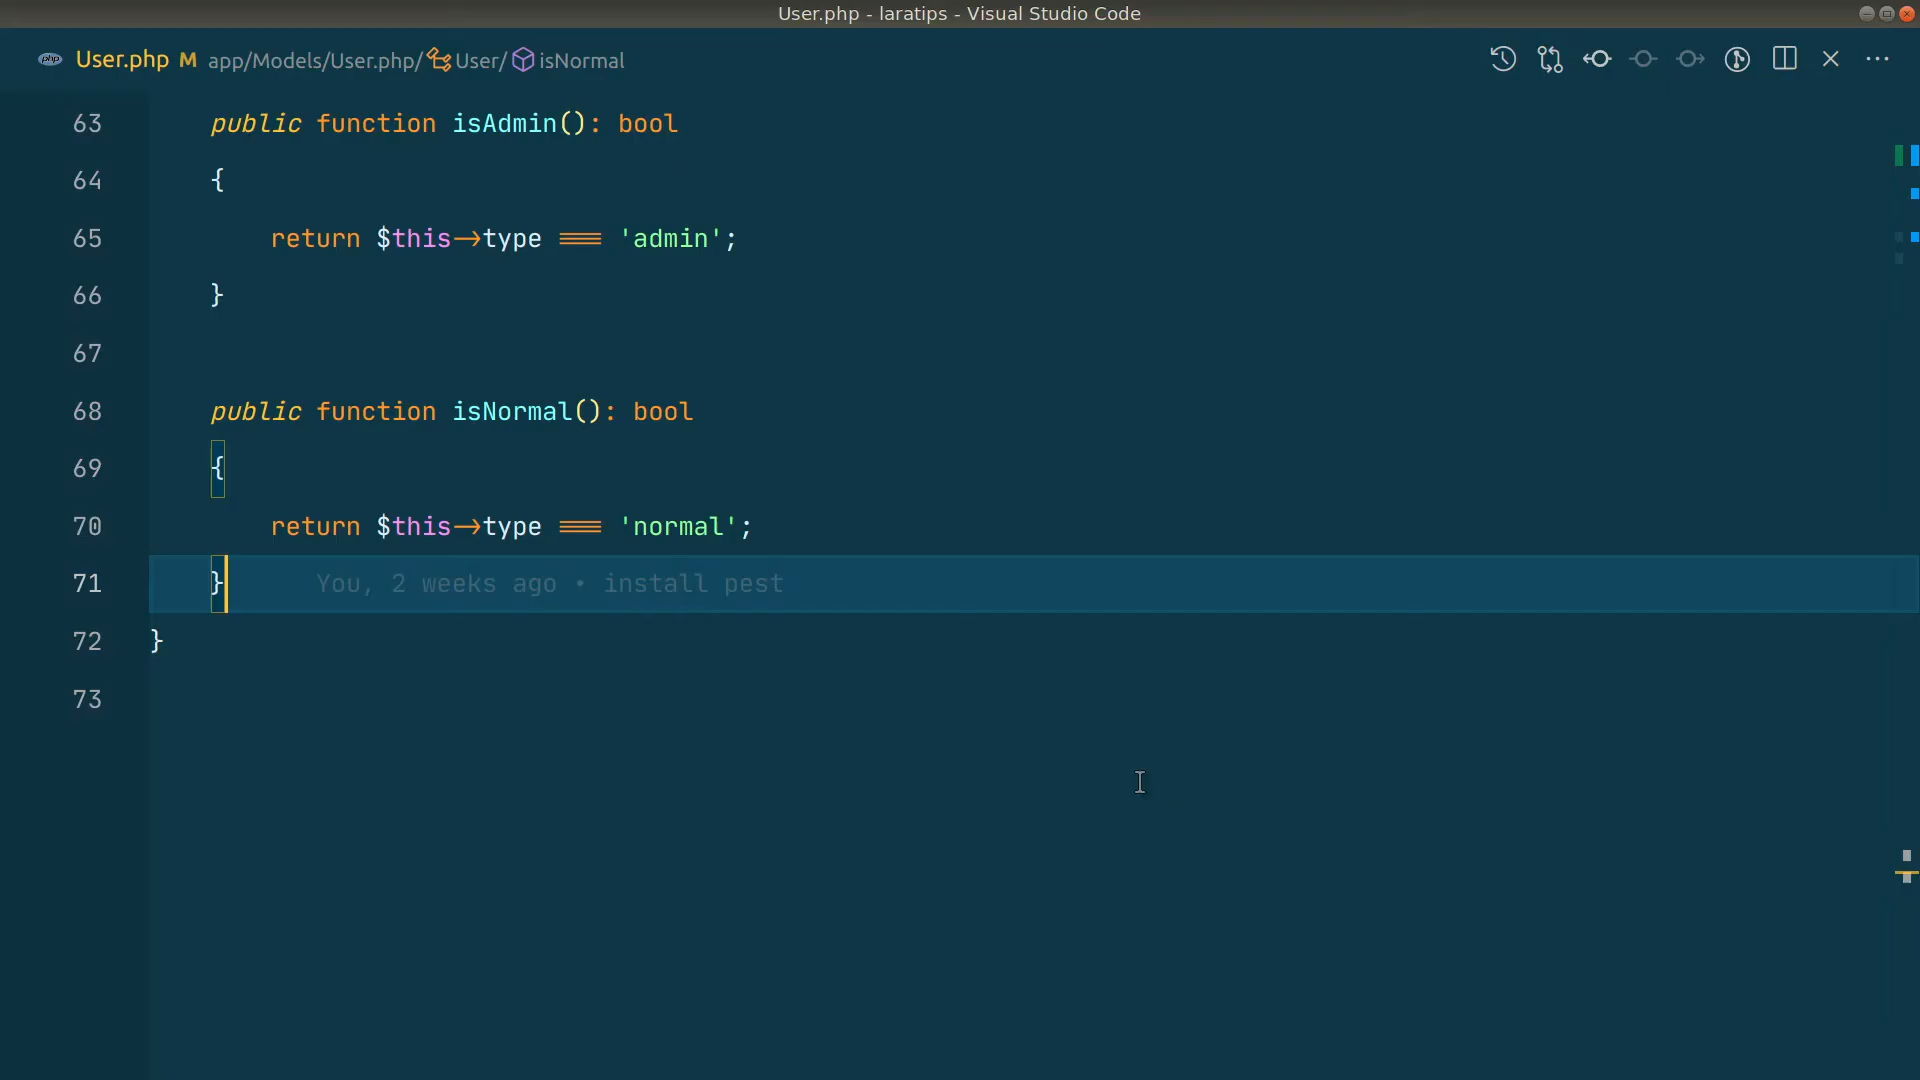 User.php - laratips - Visual Studio Code
php User.php M app/Models/User.php/User/isNormal
63 public function isAdmin(): bool
64 {
65 return $this->type === 'admin';
66 }
67
68 public function isNormal(): bool
69 {
70 return $this->type === 'normal';
71 } You, 2 weeks ago • install pest
72 }
73